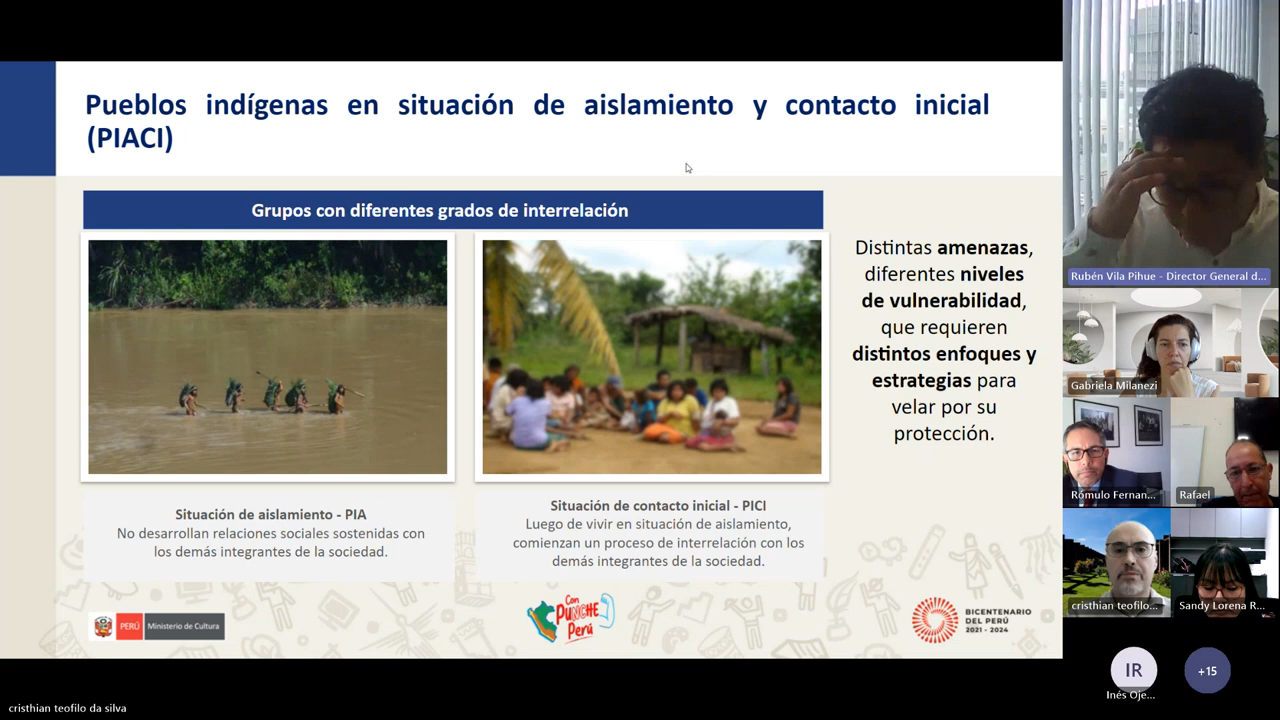 Pueblos indígenas en situación de aislamiento y contacto inicial
(PIACI)
Grupos con diferentes grados de interrelación
Situación de aislamiento - PIA
No desarrollan relaciones sociales sostenidas con
los demás integrantes de la sociedad.
Situación de contacto inicial - PICI
Luego de vivir en situación de aislamiento,
comienzan un proceso de interrelación con los
demás integrantes de la sociedad.
Distintas amenazas,
diferentes niveles
de vulnerabilidad,
que requieren
distintos enfoques y
estrategias para
velar por su
protección.
PERÚ Ministerio de Cultura
Con
PUNCHE
Perú
BICENTENARIO
DEL PERÚ
2021 - 2024
Rubén Vila Pihue - Director General d...
Gabriela Milanezi
Rômulo Fernan...
Rafael
cristhian teofilo...
Sandy Lorena R...
IR
Inés Oje...
+15
cristhian teofilo da silva